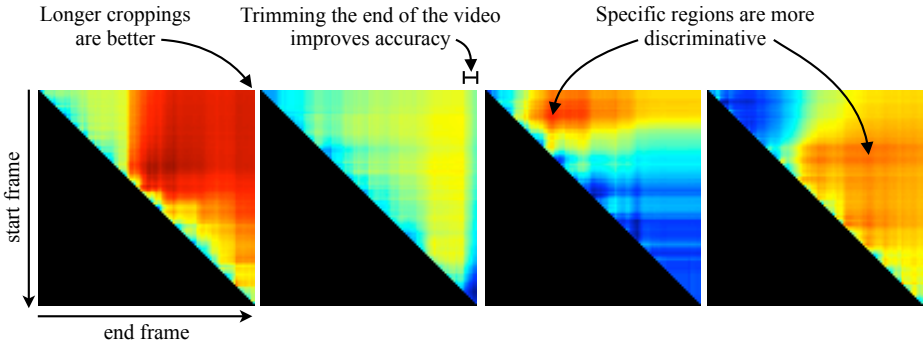 Longer croppings
are better
Trimming the end of the video
improves accuracy
Specific regions are more
discriminative
start frame
end frame